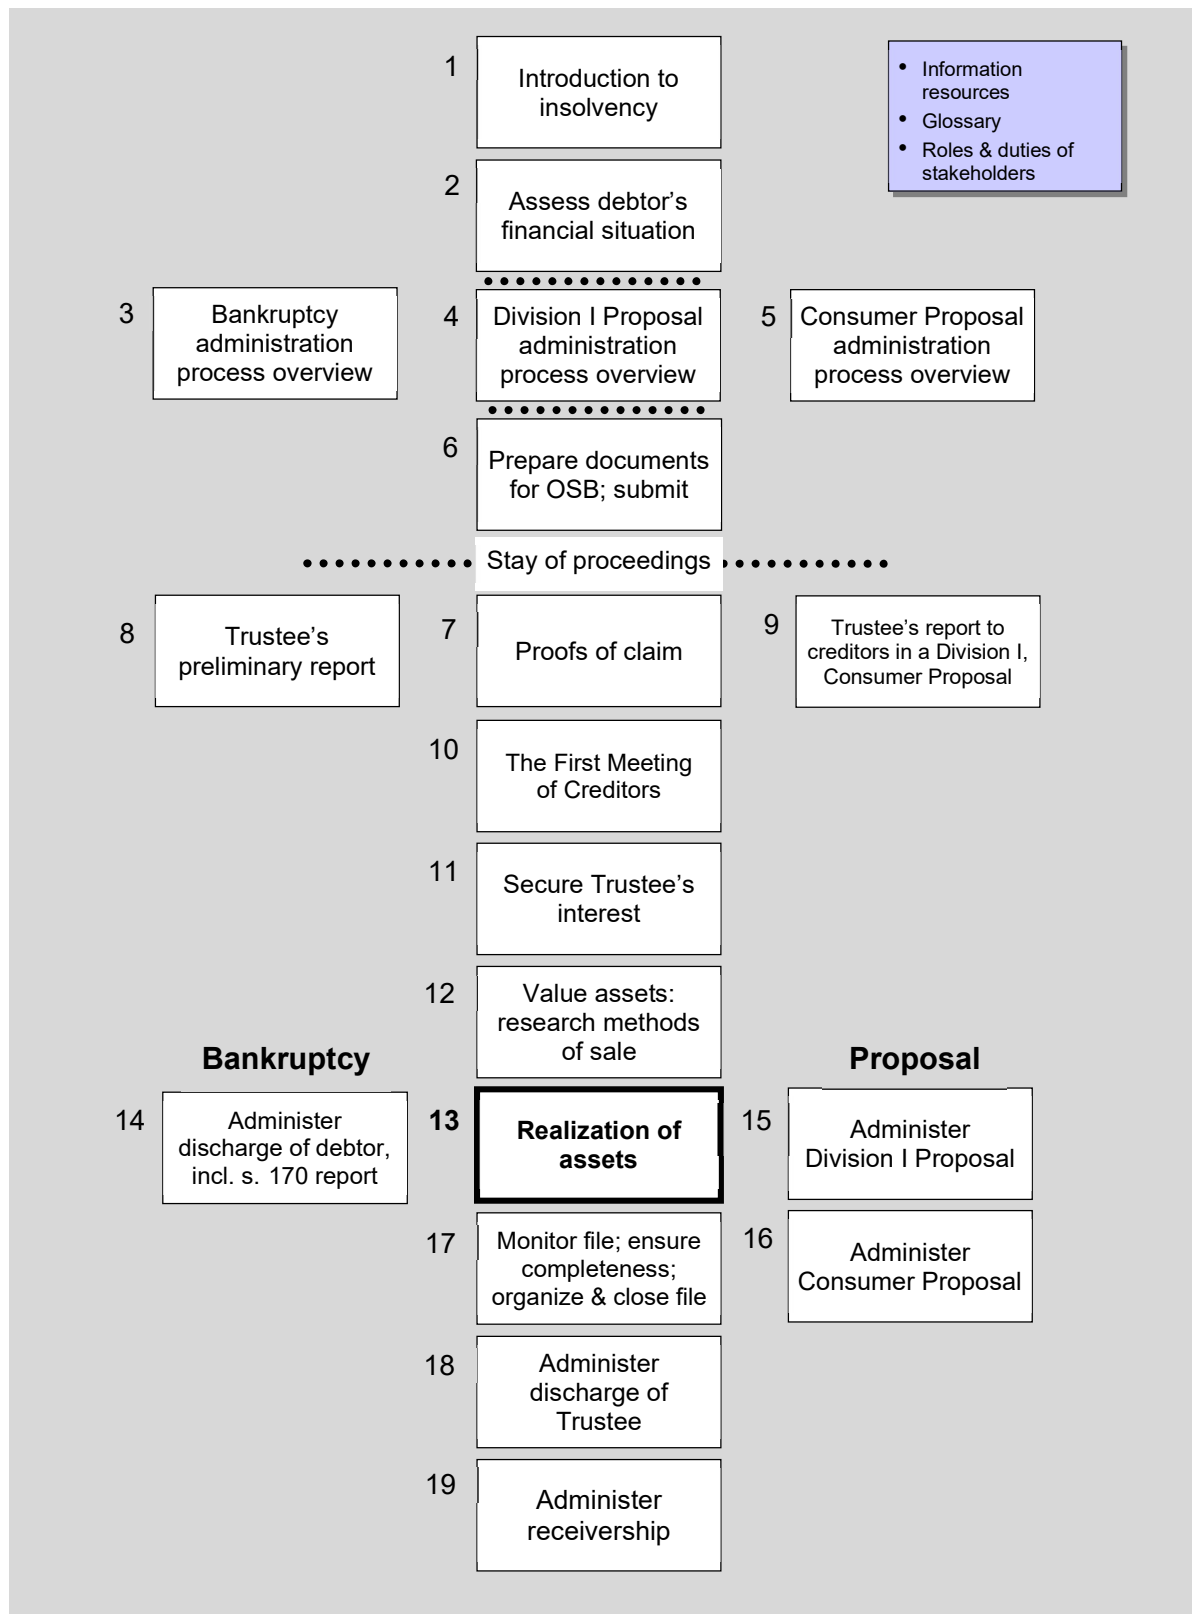 1
Introduction to
insolvency
• Information
resources
• Glossary
• Roles & duties of
stakeholders
2
Assess debtor’s
financial situation
3
Bankruptcy
administration
process overview
4
Division I Proposal
administration
process overview
5
Consumer Proposal
administration
process overview
6
Prepare documents
for OSB; submit
Stay of proceedings
8
Trustee’s
preliminary report
7
Proofs of claim
9
Trustee’s report to
creditors in a Division I,
Consumer Proposal
10
The First Meeting
of Creditors
11
Secure Trustee’s
interest
12
Value assets:
research methods
of sale
Bankruptcy
Proposal
14
Administer
discharge of debtor,
incl. s. 170 report
13
Realization of
assets
15
Administer
Division I Proposal
17
Monitor file; ensure
completeness;
organize & close file
16
Administer
Consumer Proposal
18
Administer
discharge of
Trustee
19
Administer
receivership